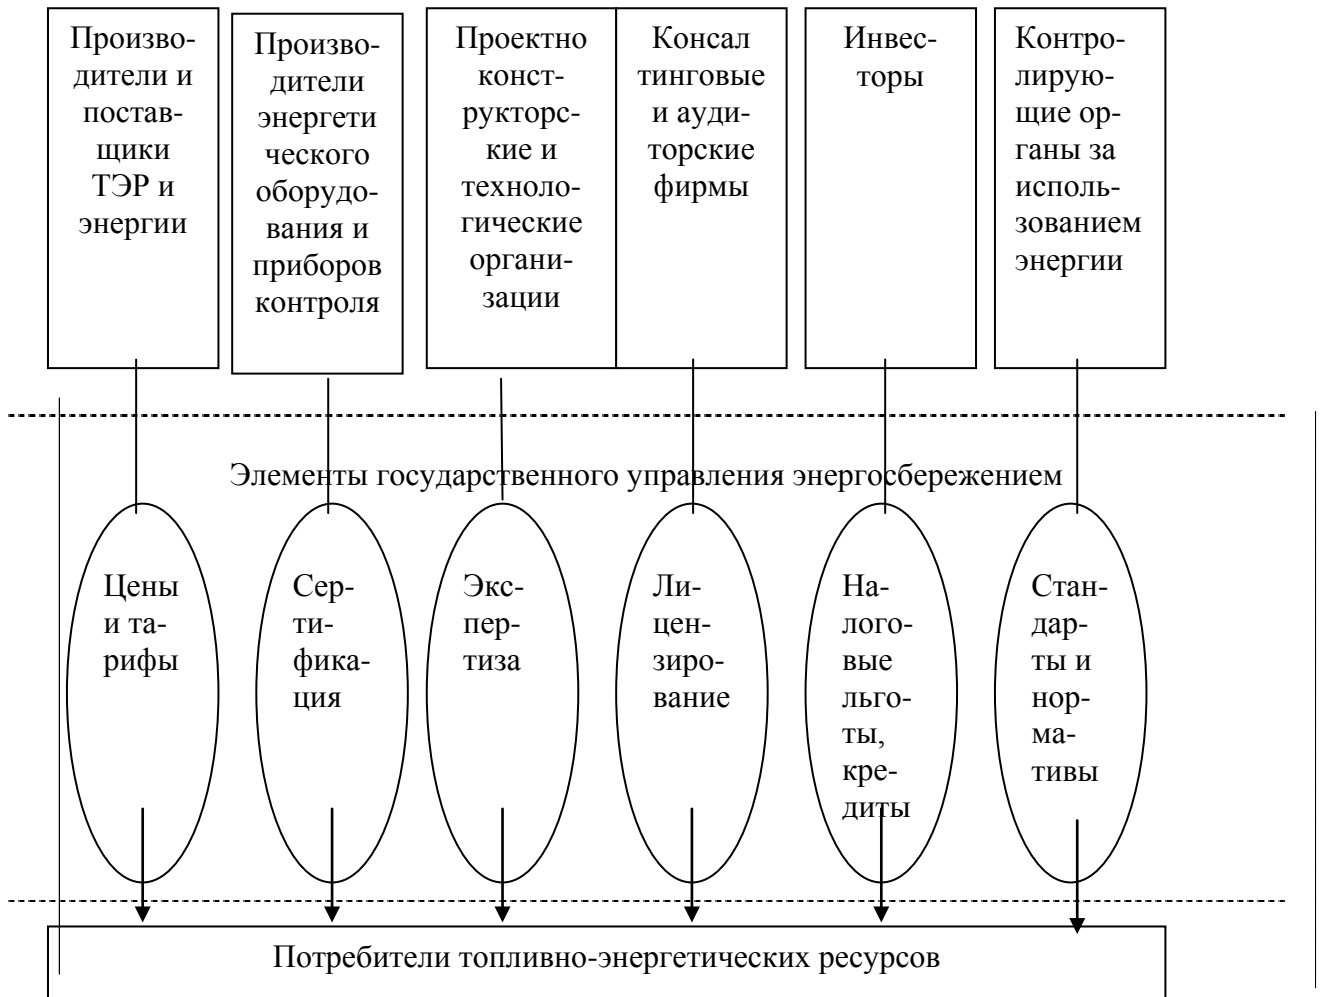 Произво-
дители и
постав-
щики
ТЭР и
энергии
Произво-
дители
энергети
ческого
оборудо-
вания и
приборов
контроля
Проектно
конст-
рукторс-
кие и
техноло-
гические
органи-
зации
Консал
тинговые
и ауди-
торские
фирмы
Инвес-
торы
Контро-
лирую-
щие ор-
ганы за
исполь-
зованием
энергии
Элементы государственного управления энергосбережением
Цены
и та-
рифы
Сер-
ти-
фика-
ция
Экс-
пер-
тиза
Ли-
цен-
зиро-
вание
На-
лого-
вые
льго-
ты,
кре-
диты
Стан-
дар-
ты и
нор-
ма-
тивы
Потребители топливно-энергетических ресурсов